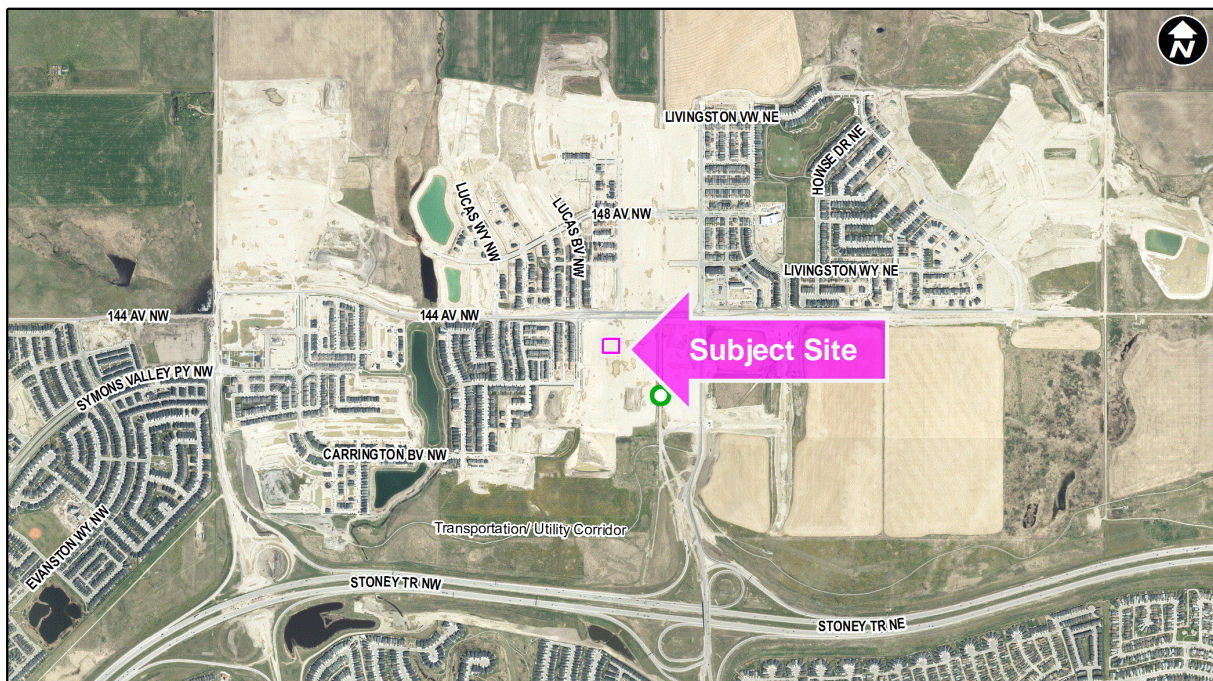 N
LIVINGSTON VW NE
HOWSE DR NE
LUCAS WY NW
LUCAS BV NW
148 AV NW
LIVINGSTON WY NE
144 AV NW
144 AV NW
Subject Site
SYMONS VALLEY PY NW
CARRINGTON BV NW
EVANSTON WY NW
Transportation/ Utility Corridor
STONEY TR NW
STONEY TR NE